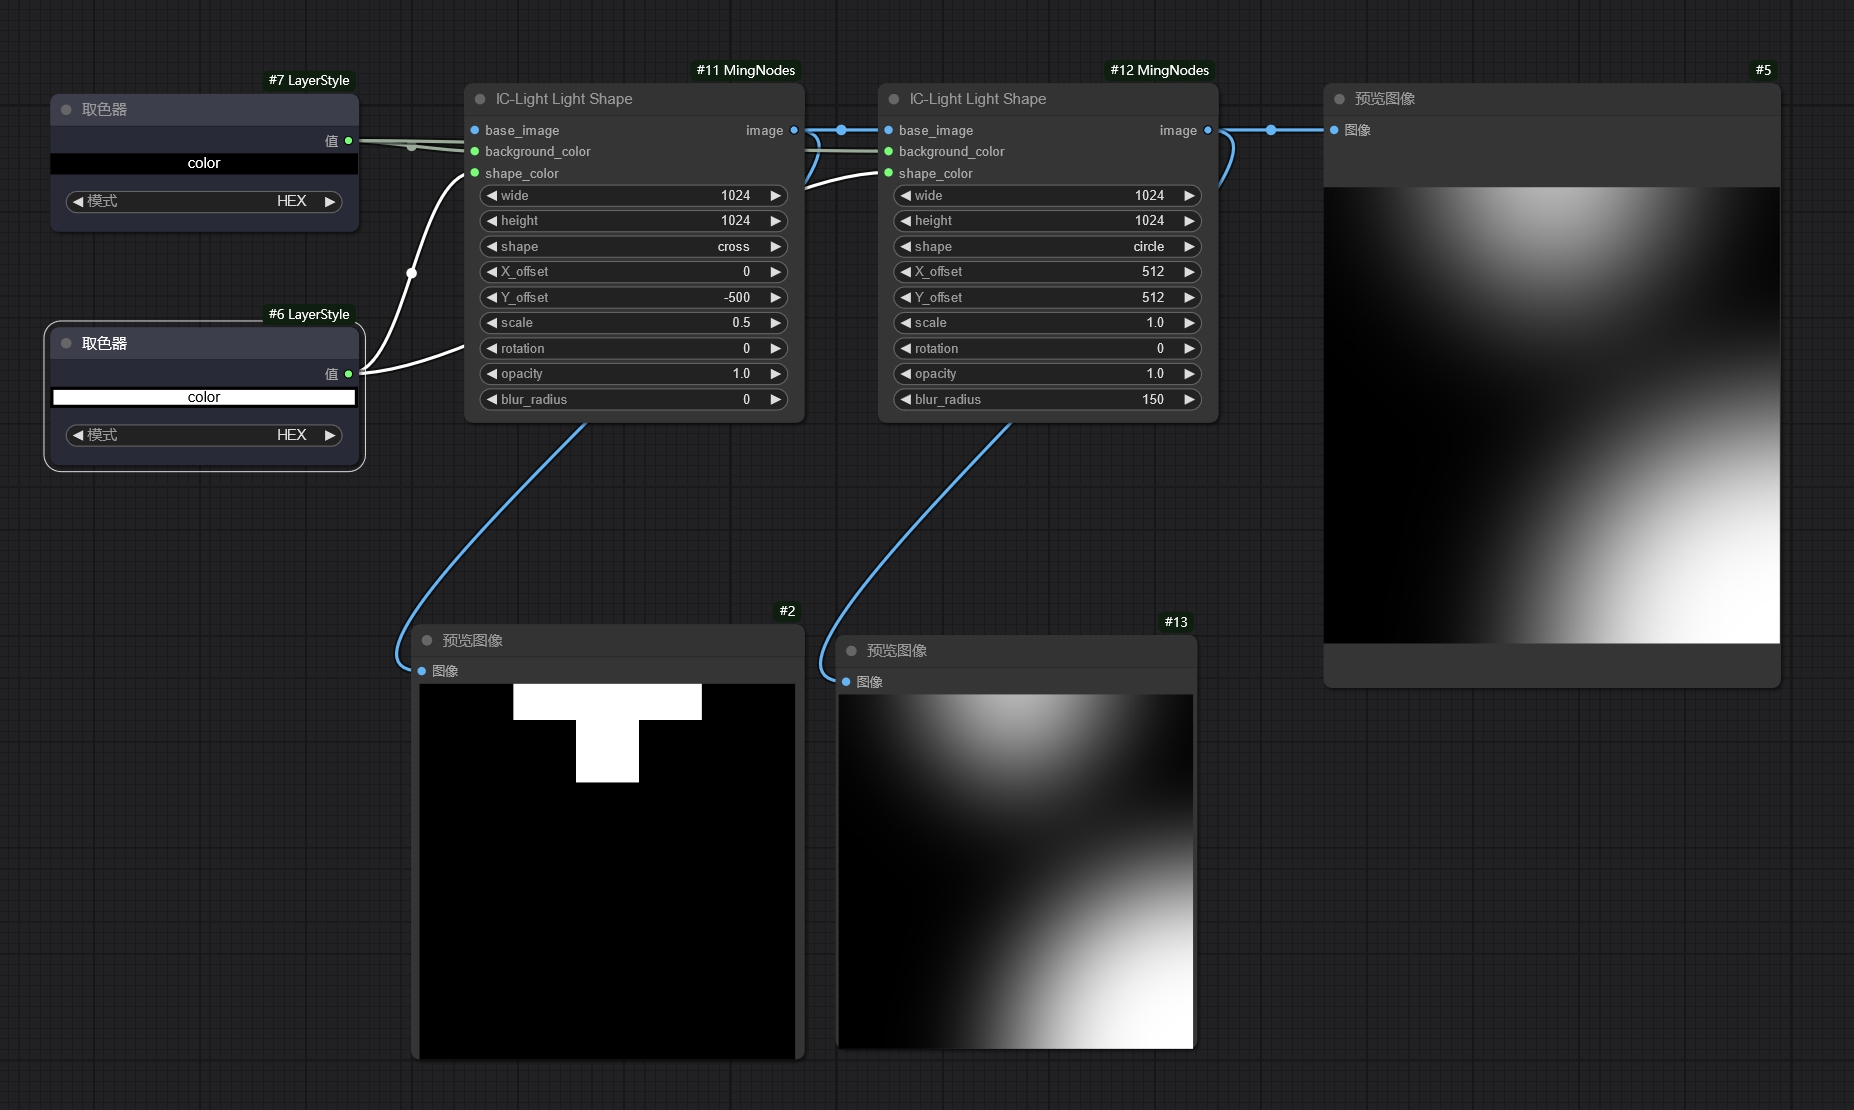 #7 LayerStyle
取色器
值
color
模式 HEX
#6 LayerStyle
取色器
值
color
模式 HEX
#11 MingNodes
IC-Light Light Shape
base_image image
background_color
shape_color
wide 1024
height 1024
shape cross
X_offset 0
Y_offset -500
scale 0.5
rotation 0
opacity 1.0
blur_radius 0
#12 MingNodes
IC-Light Light Shape
base_image image
background_color
shape_color
wide 1024
height 1024
shape circle
X_offset 512
Y_offset 512
scale 1.0
rotation 0
opacity 1.0
blur_radius 150
#5
预览图像
图像
#2
预览图像
图像
#13
预览图像
图像